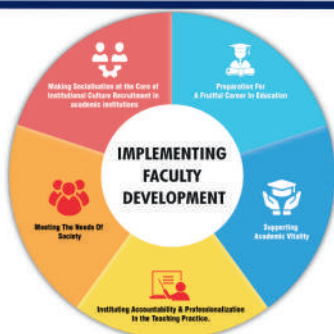 Making Socialisation at the Core of
Institutional Culture Recruitment in
academic institutions
Preparation For
A Fruitful Career In Education
IMPLEMENTING
FACULTY
DEVELOPMENT
Meeting The Needs Of
Society
Supporting
Academic Vitality
Instituting Accountability & Professionalization
In the Teaching Practice.